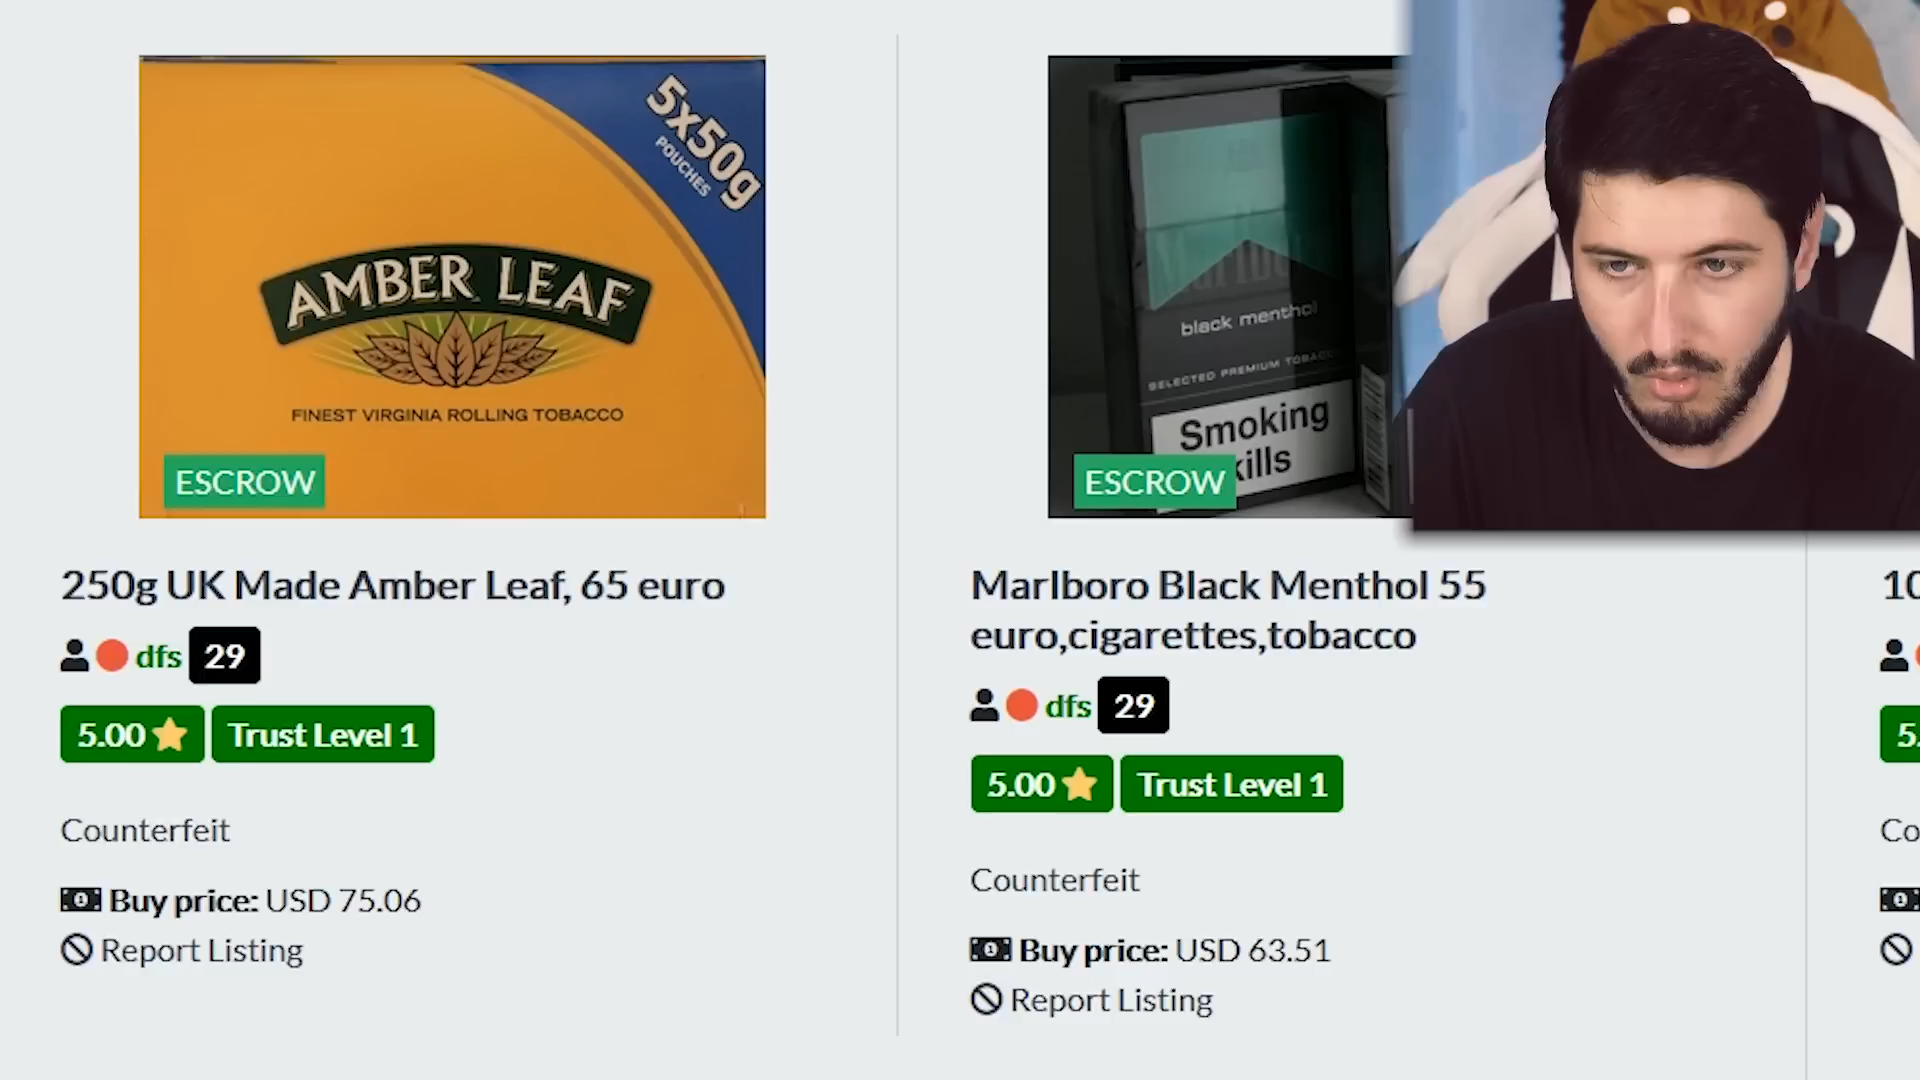 5x50g
POUCHES
AMBER LEAF
FINEST VIRGINIA ROLLING TOBACCO
ESCROW
250g UK Made Amber Leaf, 65 euro
dfs 29
5.00 Trust Level 1
Counterfeit
Buy price: USD 75.06
Report Listing
black menthol
SELECTED PREMIUM TOBACCO
Smoking
kills
ESCROW
Marlboro Black Menthol 55
euro,cigarettes,tobacco
dfs 29
5.00 Trust Level 1
Counterfeit
Buy price: USD 63.51
Report Listing
10
5.
Co